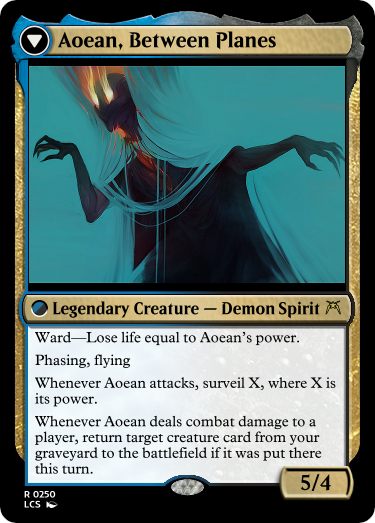 Aoean, Between Planes
Legendary Creature — Demon Spirit
Ward—Lose life equal to Aoean's power.
Phasing, flying
Whenever Aoean attacks, surveil X, where X is
its power.
Whenever Aoean deals combat damage to a
player, return target creature card from your
graveyard to the battlefield if it was put there
this turn.
5/4
R 0250
LCS